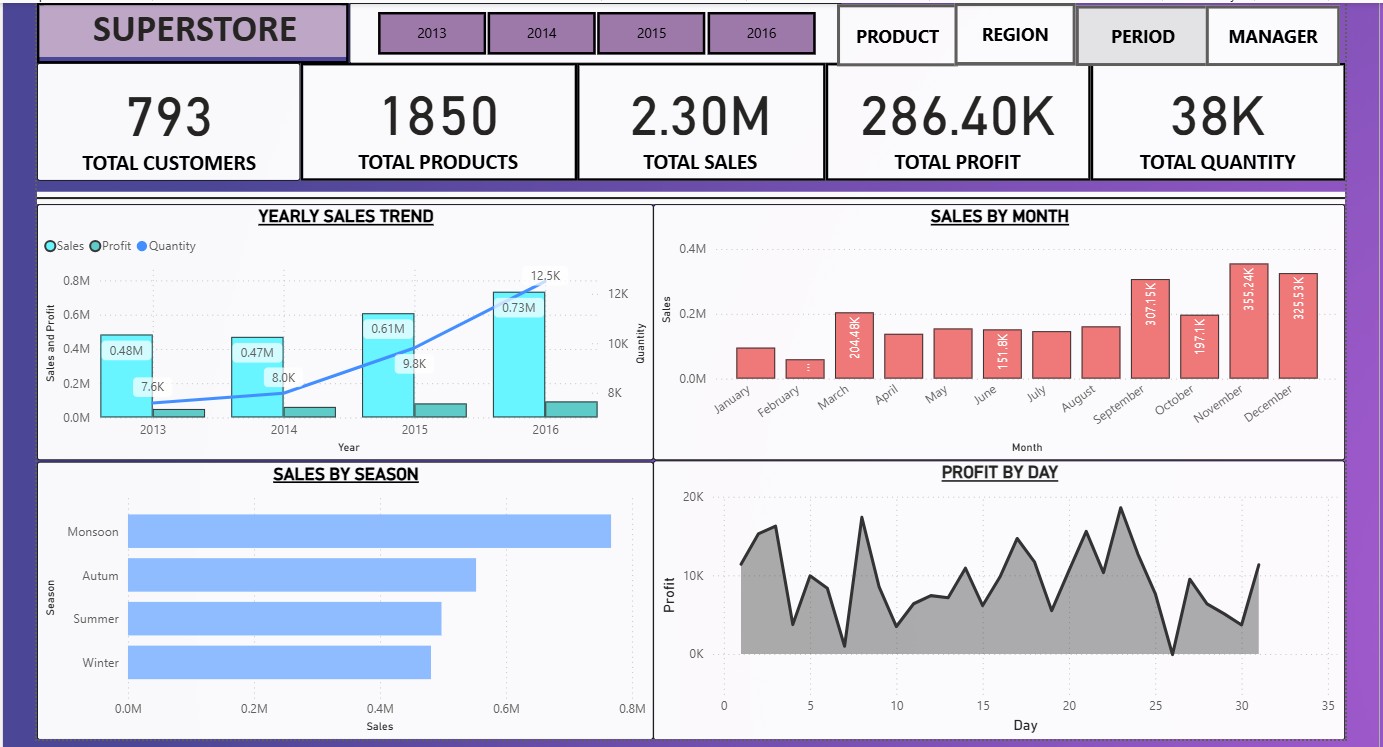 SUPERSTORE
2013
2014
2015
2016
PRODUCT
REGION
PERIOD
MANAGER
793
TOTAL CUSTOMERS
1850
TOTAL PRODUCTS
2.30M
TOTAL SALES
286.40K
TOTAL PROFIT
38K
TOTAL QUANTITY
YEARLY SALES TREND
Sales Profit Quantity
Sales and Profit
0.8M
0.6M
0.4M
0.2M
0.0M
0.48M
0.47M
0.61M
0.73M
7.6K
8.0K
9.8K
12.5K
12K
10K
8K
Quantity
2013 2014 2015 2016
Year
SALES BY MONTH
Sales
0.4M
0.2M
0.0M
...
204.48K
151.8K
307.15K
197.1K
355.24K
325.53K
January February March April May June July August September October November December
Month
SALES BY SEASON
Season
Monsoon
Autum
Summer
Winter
0.0M 0.2M 0.4M 0.6M 0.8M
Sales
PROFIT BY DAY
Profit
20K
10K
0K
0 5 10 15 20 25 30 35
Day